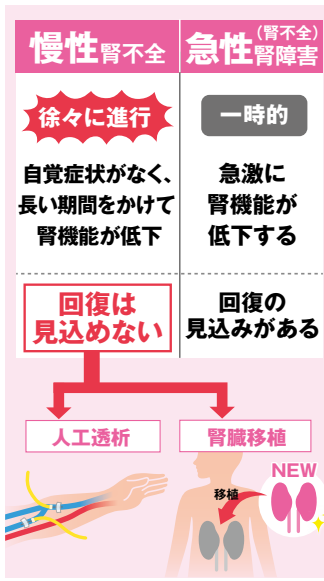 慢性腎不全
急性(腎不全)腎障害
徐々に進行
一時的
自覚症状がなく、
長い期間をかけて
腎機能が低下
急激に
腎機能が
低下する
回復は
見込めない
回復の
見込みがある
人工透析
腎臓移植
NEW
移植